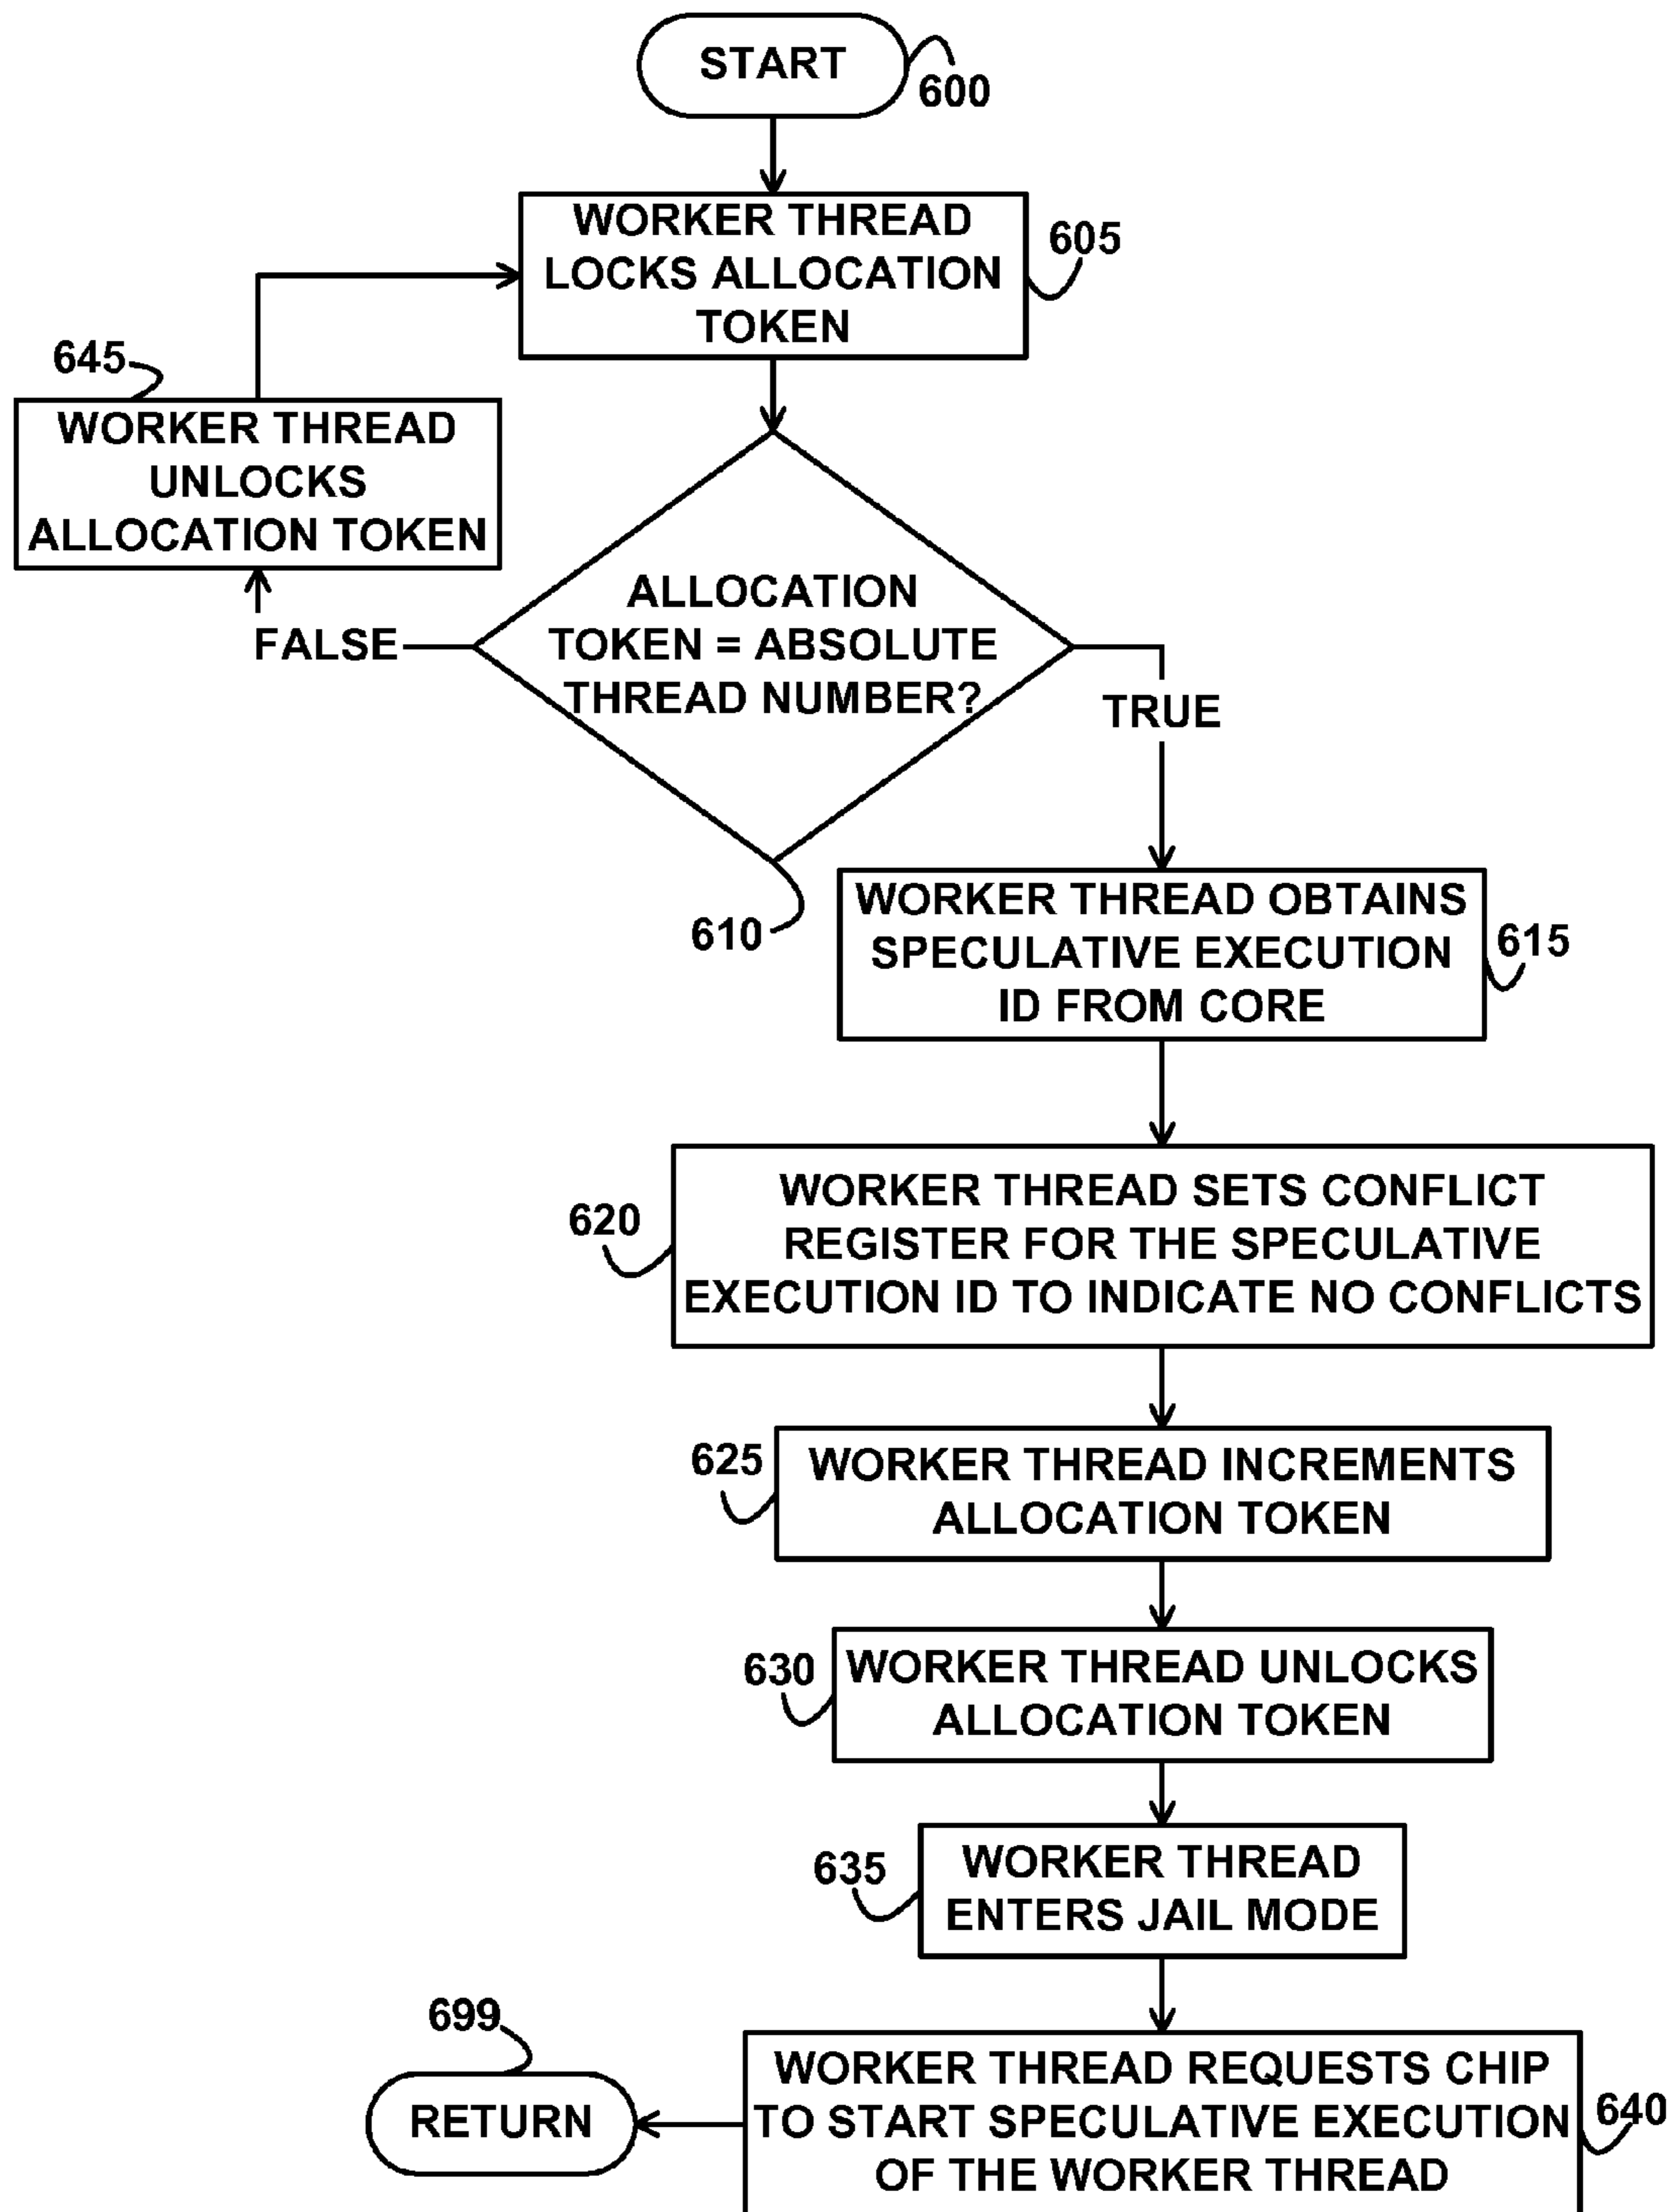 START
600
WORKER THREAD
LOCKS ALLOCATION
TOKEN
605
645
WORKER THREAD
UNLOCKS
ALLOCATION TOKEN
ALLOCATION
TOKEN = ABSOLUTE
THREAD NUMBER?
FALSE
TRUE
610
WORKER THREAD OBTAINS
SPECULATIVE EXECUTION
ID FROM CORE
615
620
WORKER THREAD SETS CONFLICT
REGISTER FOR THE SPECULATIVE
EXECUTION ID TO INDICATE NO CONFLICTS
625
WORKER THREAD INCREMENTS
ALLOCATION TOKEN
630
WORKER THREAD UNLOCKS
ALLOCATION TOKEN
635
WORKER THREAD
ENTERS JAIL MODE
699
RETURN
WORKER THREAD REQUESTS CHIP
TO START SPECULATIVE EXECUTION
OF THE WORKER THREAD
640